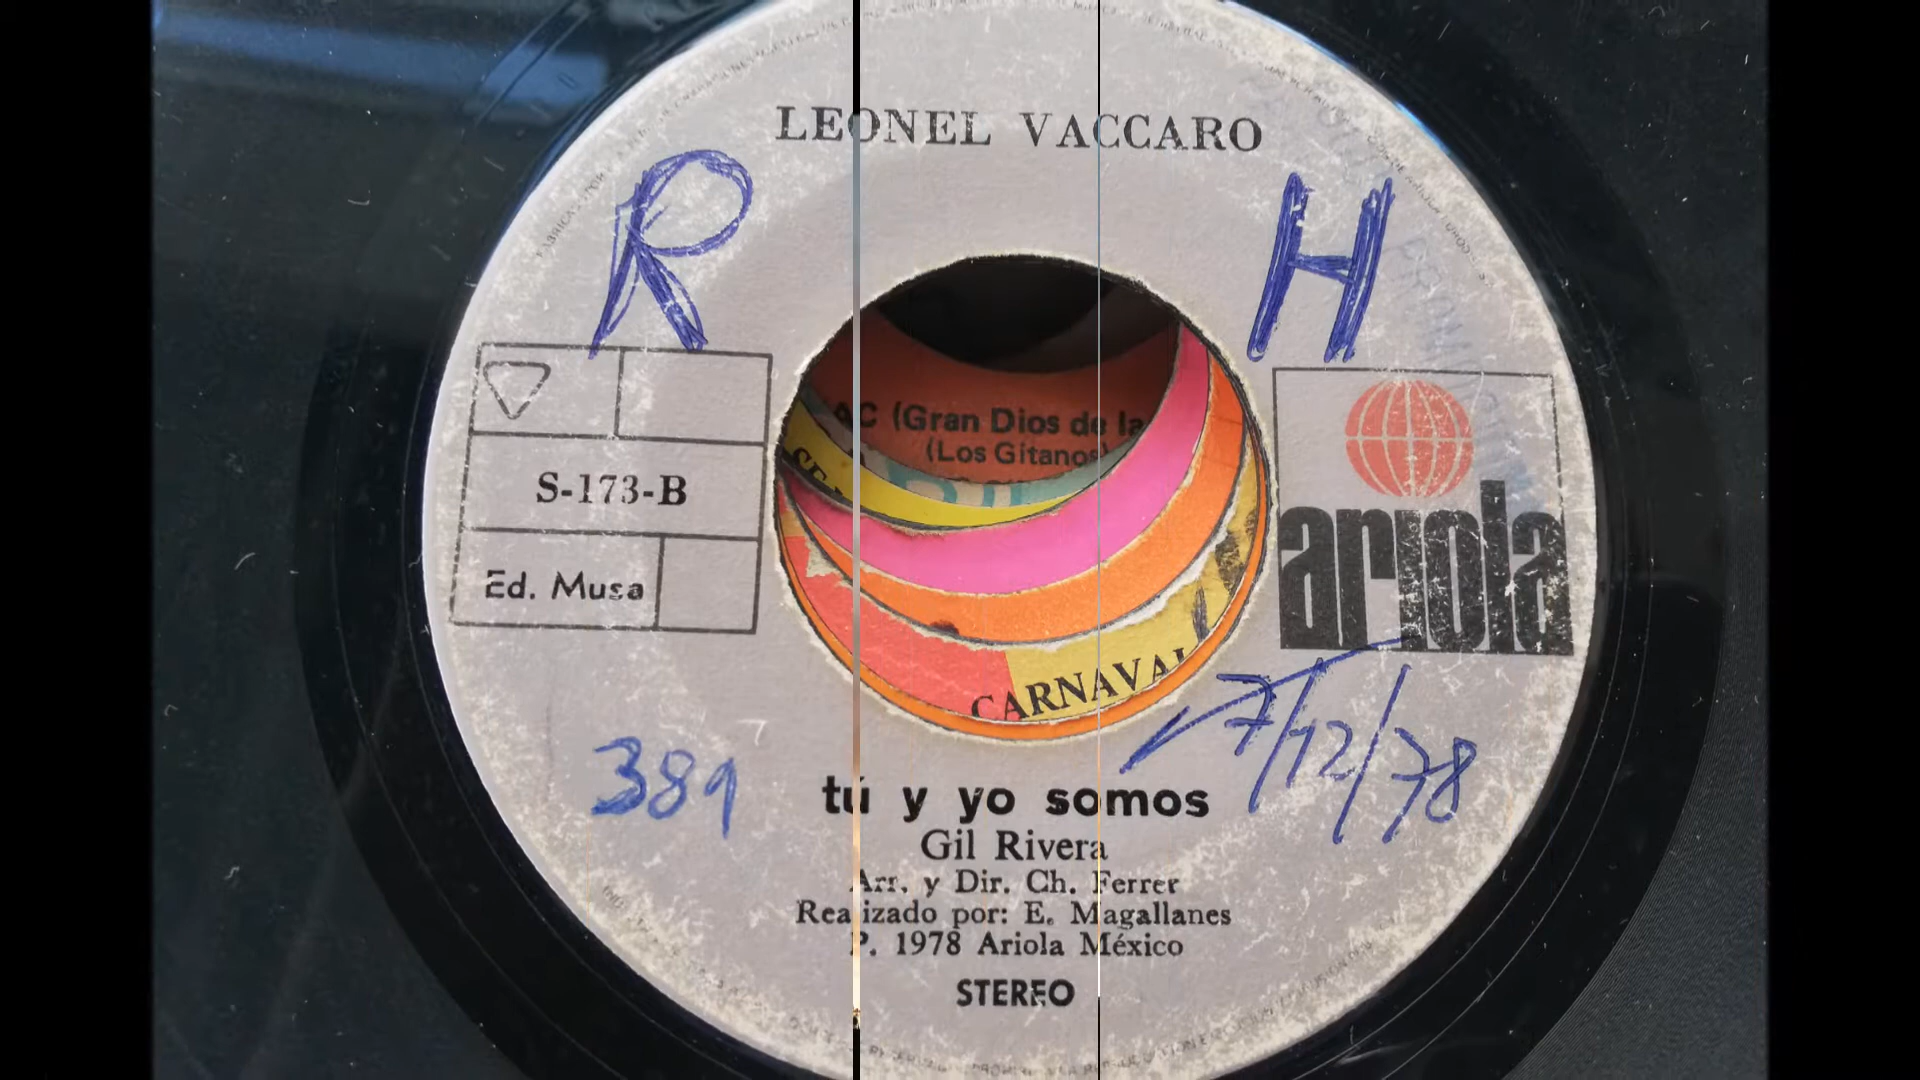 LEONEL VACCARO
R
H
S-173-B
Ed. Musa
ariola
AC (Gran Dios de la
(Los Gitanos)
CARNAVAL
389
7/12/78
tú y yo somos
Gil Rivera
Arr. y Dir. Ch. Ferrer
Realizado por: E. Magallanes
P. 1978 Ariola México
STEREO